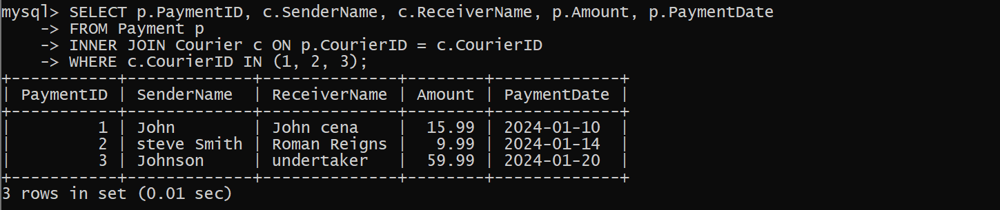 mysql> SELECT p.PaymentID, c.SenderName, c.ReceiverName, p.Amount, p.PaymentDate
    -> FROM Payment p
    -> INNER JOIN Courier c ON p.CourierID = c.CourierID
    -> WHERE c.CourierID IN (1, 2, 3);
+-----------+-------------+---------------+--------+-------------+
| PaymentID | SenderName  | ReceiverName  | Amount | PaymentDate |
+-----------+-------------+---------------+--------+-------------+
|         1 | John        | John cena     |  15.99 | 2024-01-10  |
|         2 | steve Smith | Roman Reigns  |   9.99 | 2024-01-14  |
|         3 | Johnson     | undertaker    |  59.99 | 2024-01-20  |
+-----------+-------------+---------------+--------+-------------+
3 rows in set (0.01 sec)